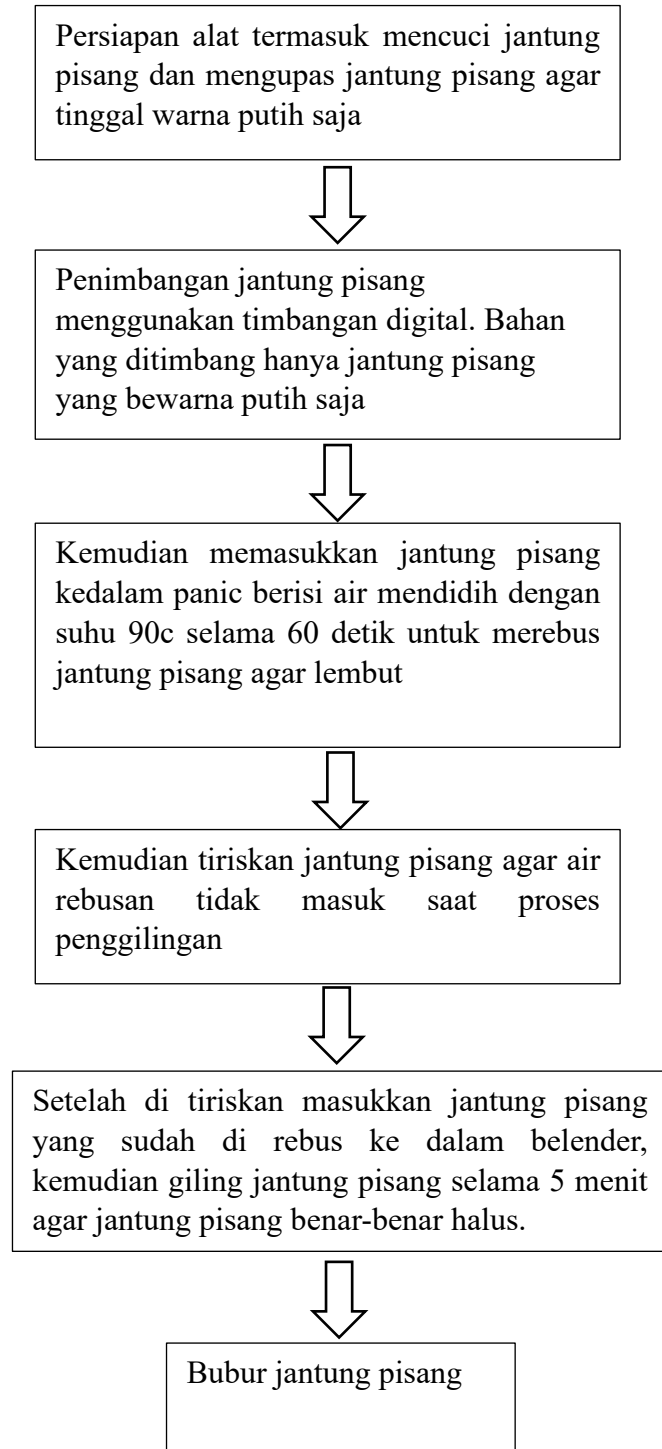 Persiapan alat termasuk mencuci jantung
pisang dan mengupas jantung pisang agar
tinggal warna putih saja
Penimbangan jantung pisang
menggunakan timbangan digital. Bahan
yang ditimbang hanya jantung pisang
yang bewarna putih saja
Kemudian memasukkan jantung pisang
kedalam panic berisi air mendidih dengan
suhu 90c selama 60 detik untuk merebus
jantung pisang agar lembut
Kemudian tiriskan jantung pisang agar air
rebusan tidak masuk saat proses
penggilingan
Setelah di tiriskan masukkan jantung pisang
yang sudah di rebus ke dalam belender,
kemudian giling jantung pisang selama 5 menit
agar jantung pisang benar-benar halus.
Bubur jantung pisang